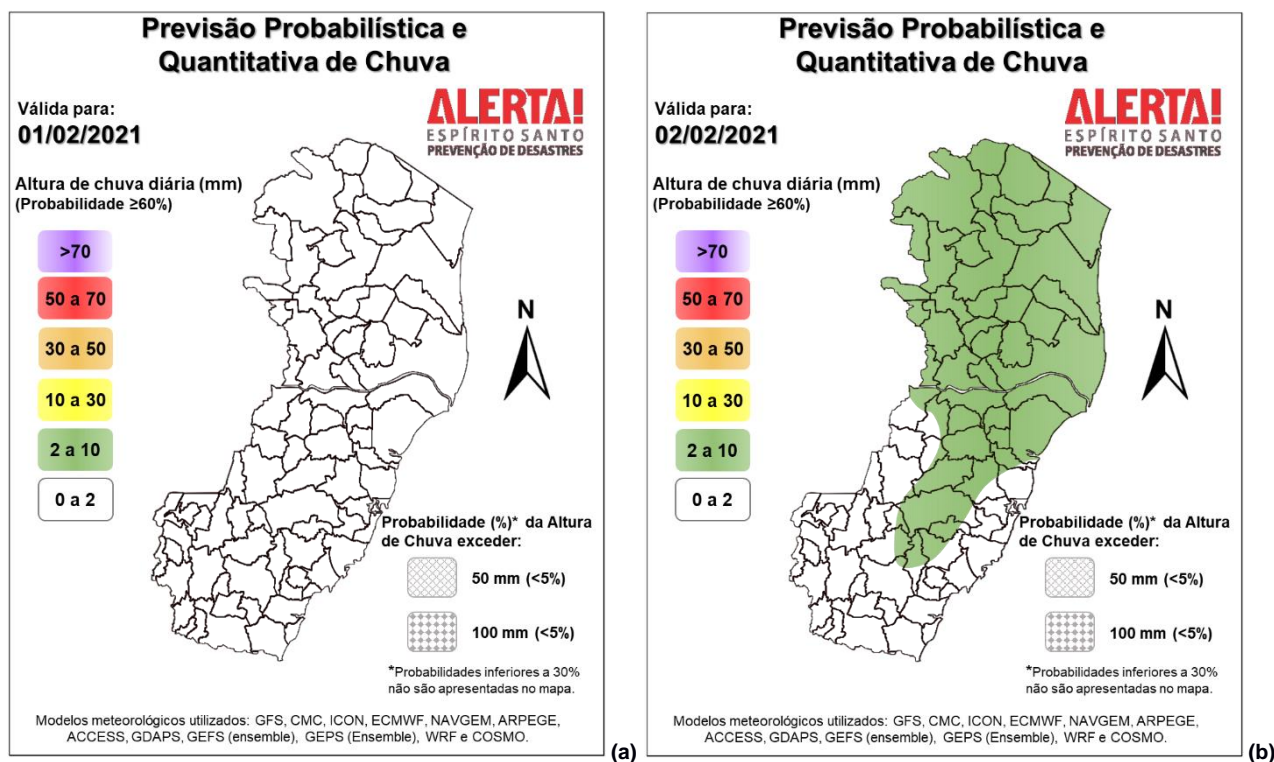 Previsão Probabilística e
Quantitativa de Chuva
ALERTA!
ESPÍRITO SANTO
PREVENÇÃO DE DESASTRES
Válida para:
01/02/2021
Altura de chuva diária (mm)
(Probabilidade ≥60%)
>70
50 a 70
30 a 50
10 a 30
2 a 10
0 a 2
N
Probabilidade (%)* da Altura
de Chuva exceder:
50 mm (<5%)
100 mm (<5%)
*Probabilidades inferiores a 30%
não são apresentadas no mapa.
Modelos meteorológicos utilizados: GFS, CMC, ICON, ECMWF, NAVGEM, ARPEGE,
ACCESS, GDAPS, GEFS (ensemble), GEPS (Ensemble), WRF e COSMO.
(a)
Previsão Probabilística e
Quantitativa de Chuva
ALERTA!
ESPÍRITO SANTO
PREVENÇÃO DE DESASTRES
Válida para:
02/02/2021
Altura de chuva diária (mm)
(Probabilidade ≥60%)
>70
50 a 70
30 a 50
10 a 30
2 a 10
0 a 2
N
Probabilidade (%)* da Altura
de Chuva exceder:
50 mm (<5%)
100 mm (<5%)
*Probabilidades inferiores a 30%
não são apresentadas no mapa.
Modelos meteorológicos utilizados: GFS, CMC, ICON, ECMWF, NAVGEM, ARPEGE,
ACCESS, GDAPS, GEFS (ensemble), GEPS (Ensemble), WRF e COSMO.
(b)